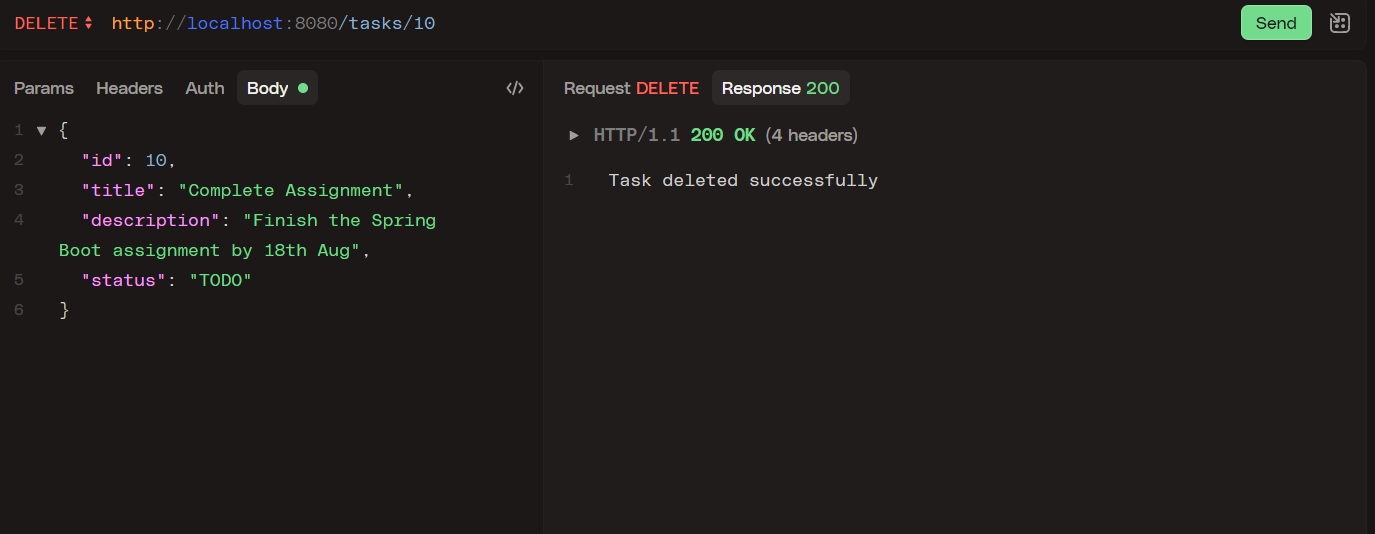 DELETE http://localhost:8080/tasks/10 Send
Params Headers Auth Body </>
1 {
2 "id": 10,
3 "title": "Complete Assignment",
4 "description": "Finish the Spring
Boot assignment by 18th Aug",
5 "status": "TODO"
6 }
Request DELETE Response 200
HTTP/1.1 200 OK (4 headers)
1 Task deleted successfully